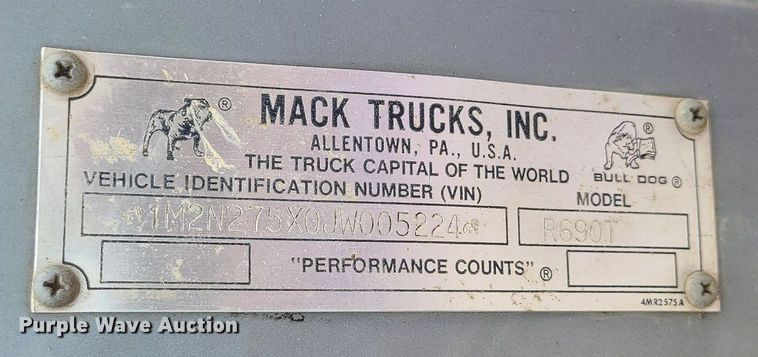 MACK TRUCKS, INC.
ALLENTOWN, PA., U.S.A.
THE TRUCK CAPITAL OF THE WORLD
BULL DOG ®
VEHICLE IDENTIFICATION NUMBER (VIN)
MODEL
1M2N275X0JW005224
R690T
"PERFORMANCE COUNTS" ®
4MR2575A
Purple Wave Auction